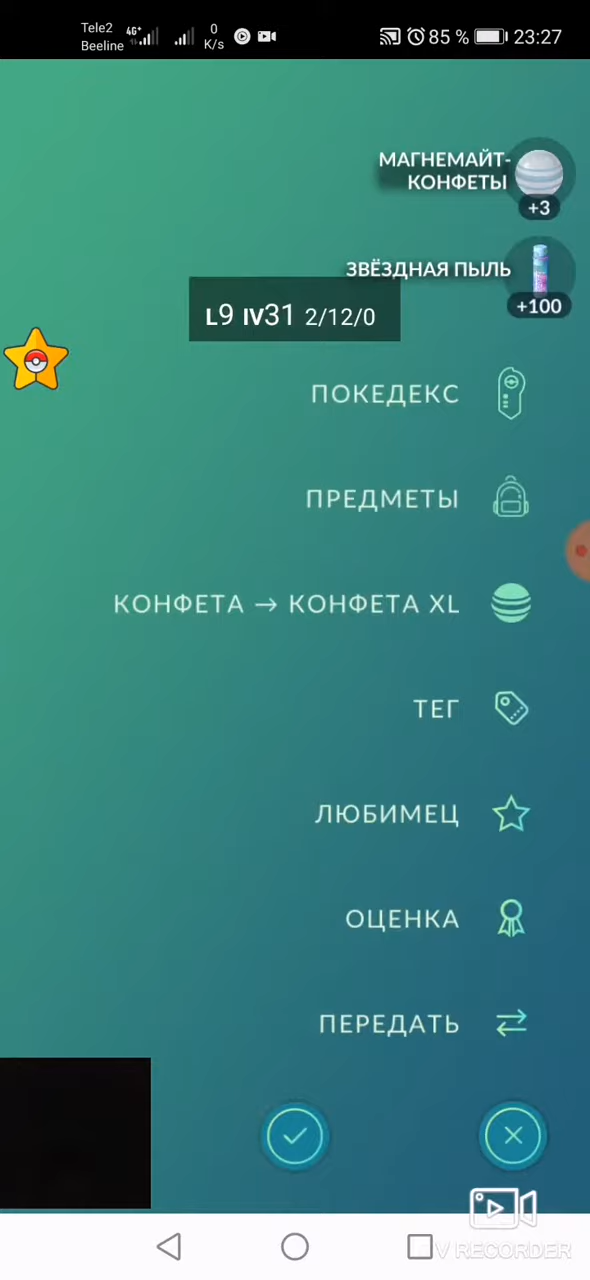 Tele2 4G+ 0 85 % 23:27
Beeline K/s
МАГНЕМАЙТ-
КОНФЕТЫ
+3
ЗВЁЗДНАЯ ПЫЛЬ
+100
L9 IV31 2/12/0
ПОКЕДЕКС
ПРЕДМЕТЫ
КОНФЕТА → КОНФЕТА XL
ТЕГ
ЛЮБИМЕЦ
ОЦЕНКА
ПЕРЕДАТЬ
V RECORDER